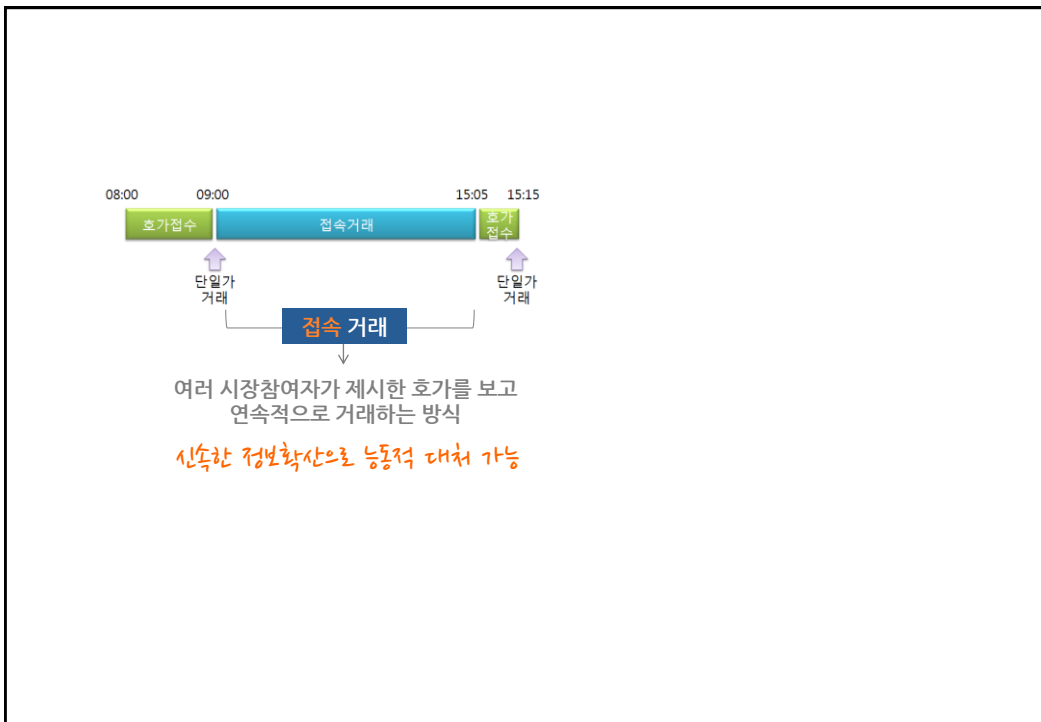 08:00 09:00 15:05 15:15
호가접수 접속거래 호가
접수
단일가
거래
단일가
거래
접속 거래
여러 시장참여자가 제시한 호가를 보고
연속적으로 거래하는 방식
신속한 정보확산으로 능동적 대처 가능